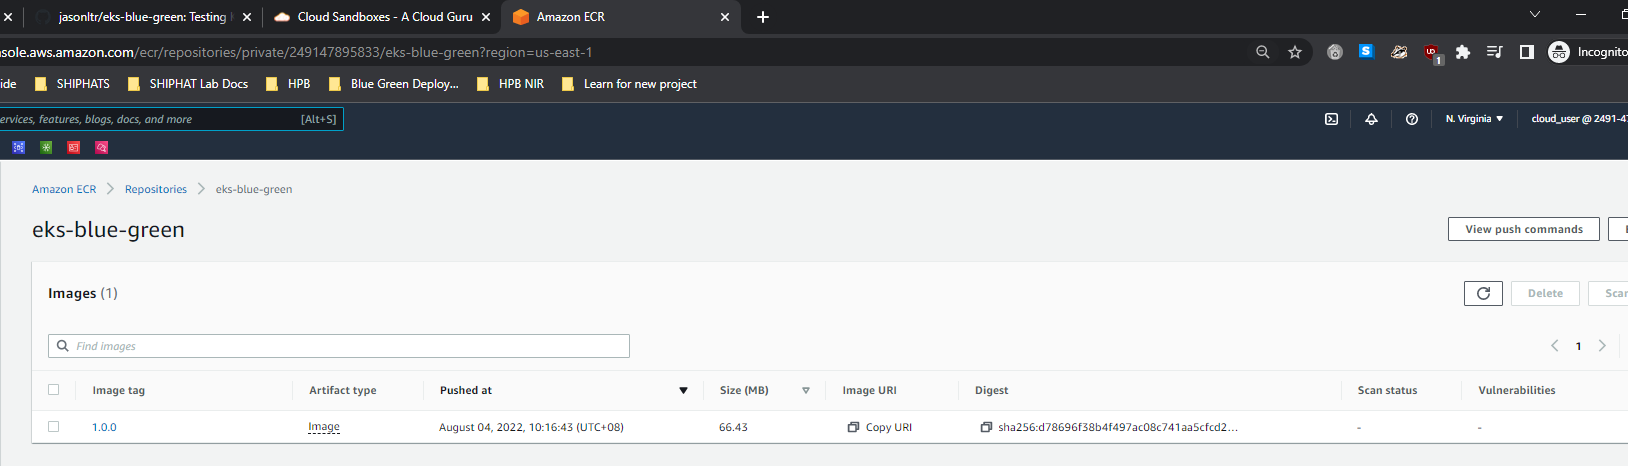 jasonltr/eks-blue-green: Testing
Cloud Sandboxes - A Cloud Guru
Amazon ECR
nsole.aws.amazon.com/ecr/repositories/private/249147895833/eks-blue-green?region=us-east-1
1
Incognito
ide SHIPHATS SHIPHAT Lab Docs HPB Blue Green Deploy... HPB NIR Learn for new project
ervices, features, blogs, docs, and more [Alt+S] N. Virginia ▼ cloud_user @ 2491-47
Amazon ECR > Repositories > eks-blue-green
eks-blue-green
View push commands
Images (1)
Delete
Scan
Find images
1
Image tag Artifact type Pushed at Size (MB) Image URI Digest Scan status Vulnerabilities
1.0.0 Image August 04, 2022, 10:16:43 (UTC+08) 66.43 Copy URI sha256:d78696f38b4f497ac08c741aa5cfcd2... - -